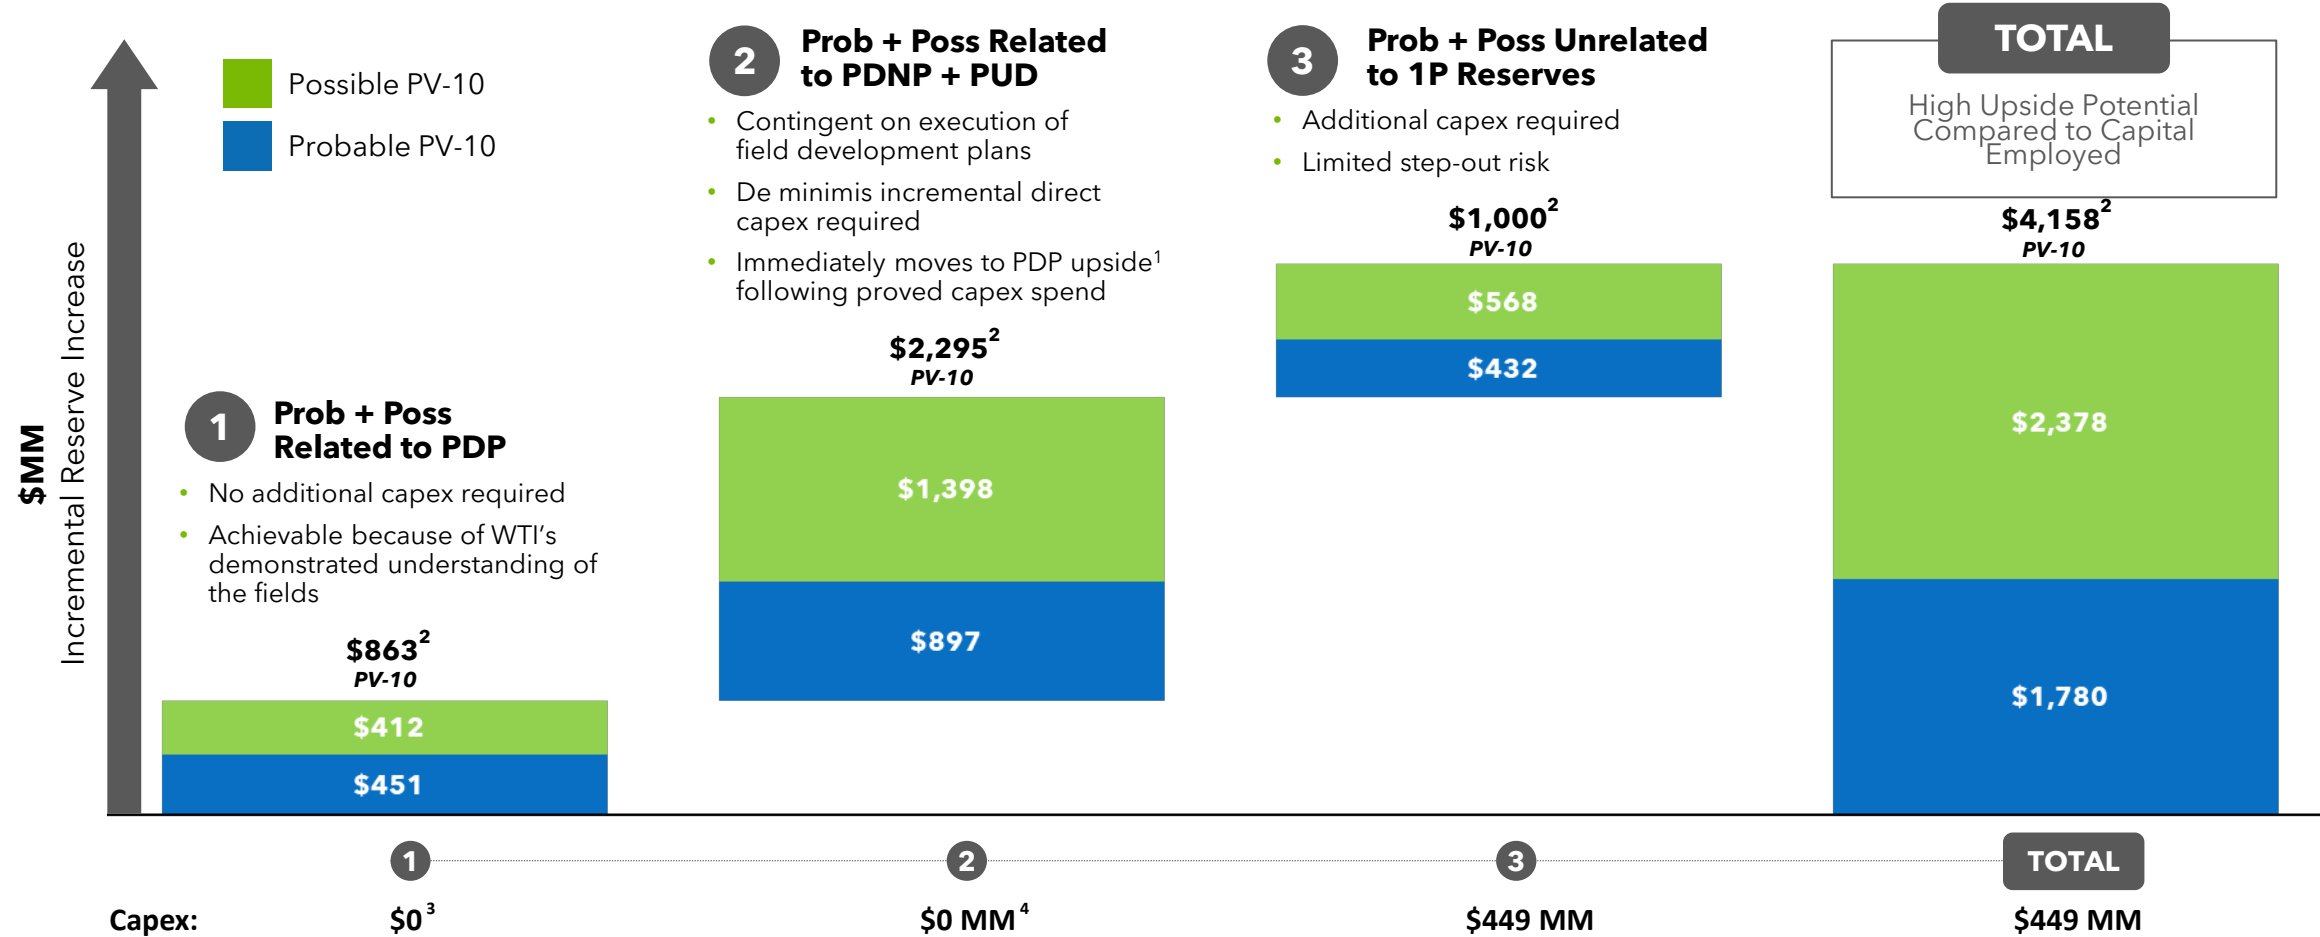 $MM
Incremental Reserve Increase
Possible PV-10
Probable PV-10
1
Prob + Poss
Related to PDP
• No additional capex required
• Achievable because of WTI's
demonstrated understanding of
the fields
$863²
PV-10
$412
$451
2
Prob + Poss Related
to PDNP + PUD
• Contingent on execution of
field development plans
• De minimis incremental direct
capex required
• Immediately moves to PDP upside¹
following proved capex spend
$2,295²
PV-10
$1,398
$897
3
Prob + Poss Unrelated
to 1P Reserves
• Additional capex required
• Limited step-out risk
$1,000²
PV-10
$568
$432
TOTAL
High Upside Potential
Compared to Capital
Employed
$4,158²
PV-10
$2,378
$1,780
1 2 3 TOTAL
Capex: $0³ $0 MM⁴ $449 MM $449 MM